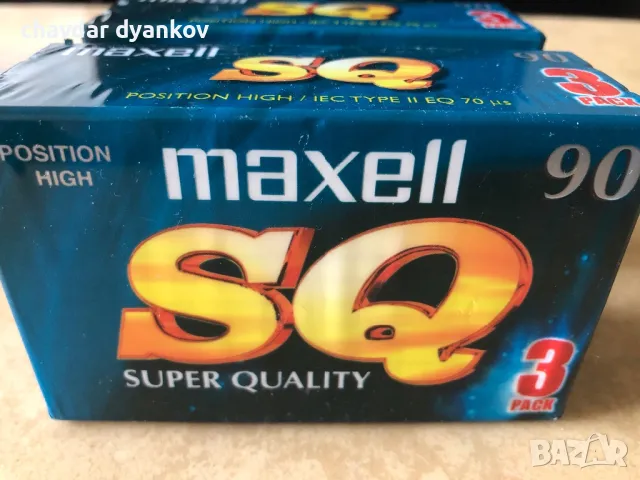 chavdar dyankov
maxell SQ 90
POSITION HIGH / IEC TYPE II EQ 70 µs
3 PACK
POSITION HIGH
maxell 90
SQ
SUPER QUALITY
3 PACK
BAZAR